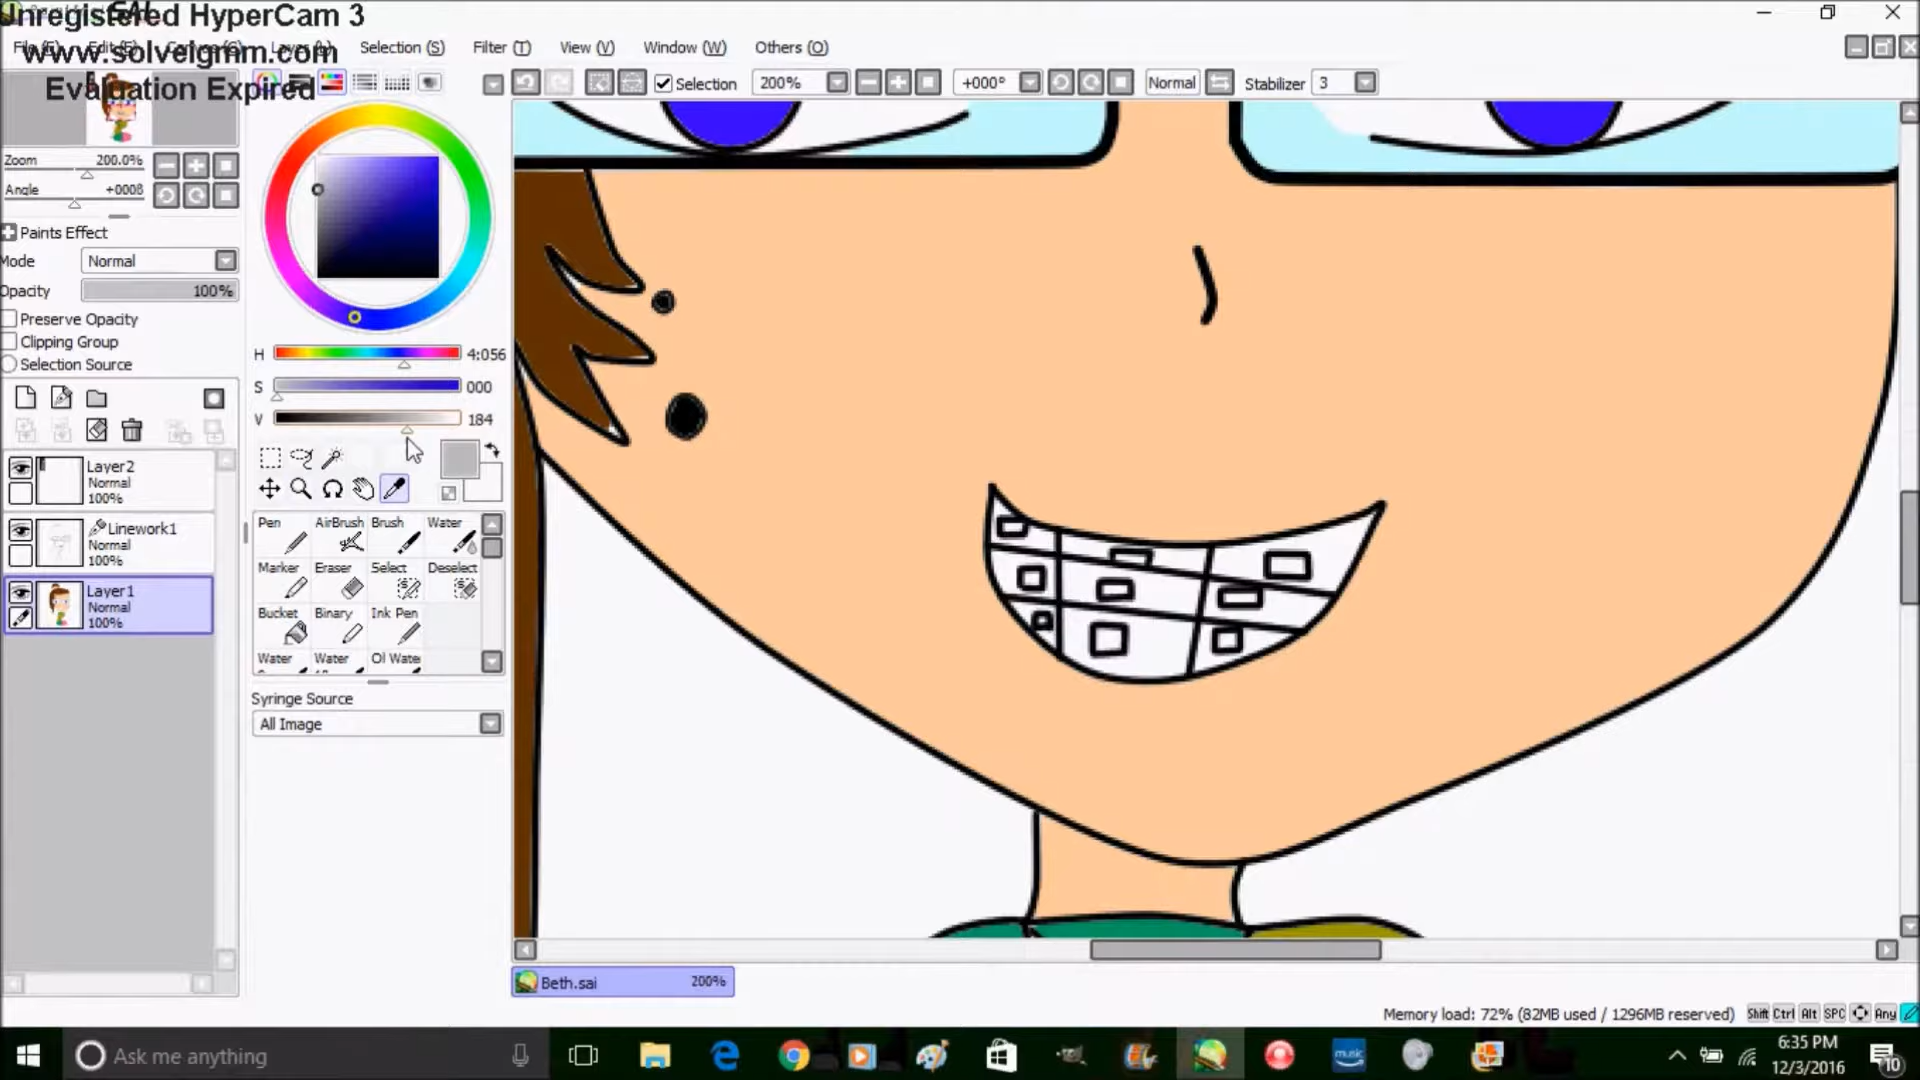 Unregistered HyperCam 3
www.solveigmm.com
Evaluation Expired
Selection (S)
Filter (T)
View (V)
Window (W)
Others (O)
Selection
200%
+000°
Normal
Stabilizer
3
Zoom
200.0%
Angle
+000ß
Paints Effect
Mode
Normal
Opacity
100%
Preserve Opacity
Clipping Group
Selection Source
H
4:056
S
000
V
184
Layer2
Normal
100%
Linework1
Normal
100%
Layer1
Normal
100%
Pen
AirBrush
Brush
Water
Marker
Eraser
Select
Deselect
Bucket
Binary
Ink Pen
Water
Water
Ol Wate
Syringe Source
All Image
Beth.sai
200%
Memory load: 72% (82MB used / 1296MB reserved)
Shift
Ctrl
Alt
SPC
Any
Ask me anything
music
6:35 PM
12/3/2016
10